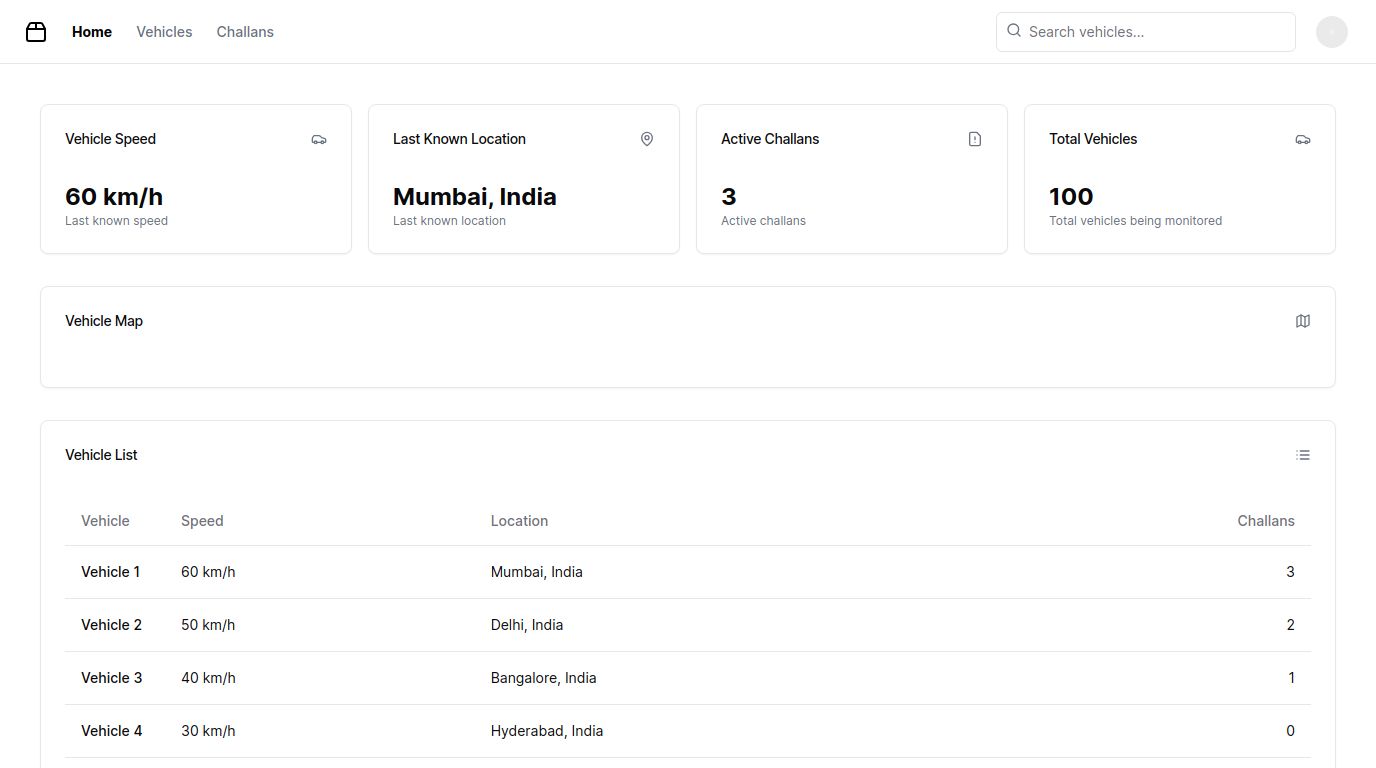 Home Vehicles Challans Search vehicles...
Vehicle Speed
60 km/h
Last known speed
Last Known Location
Mumbai, India
Last known location
Active Challans
3
Active challans
Total Vehicles
100
Total vehicles being monitored
Vehicle Map
Vehicle List
Vehicle Speed Location Challans
Vehicle 1 60 km/h Mumbai, India 3
Vehicle 2 50 km/h Delhi, India 2
Vehicle 3 40 km/h Bangalore, India 1
Vehicle 4 30 km/h Hyderabad, India 0